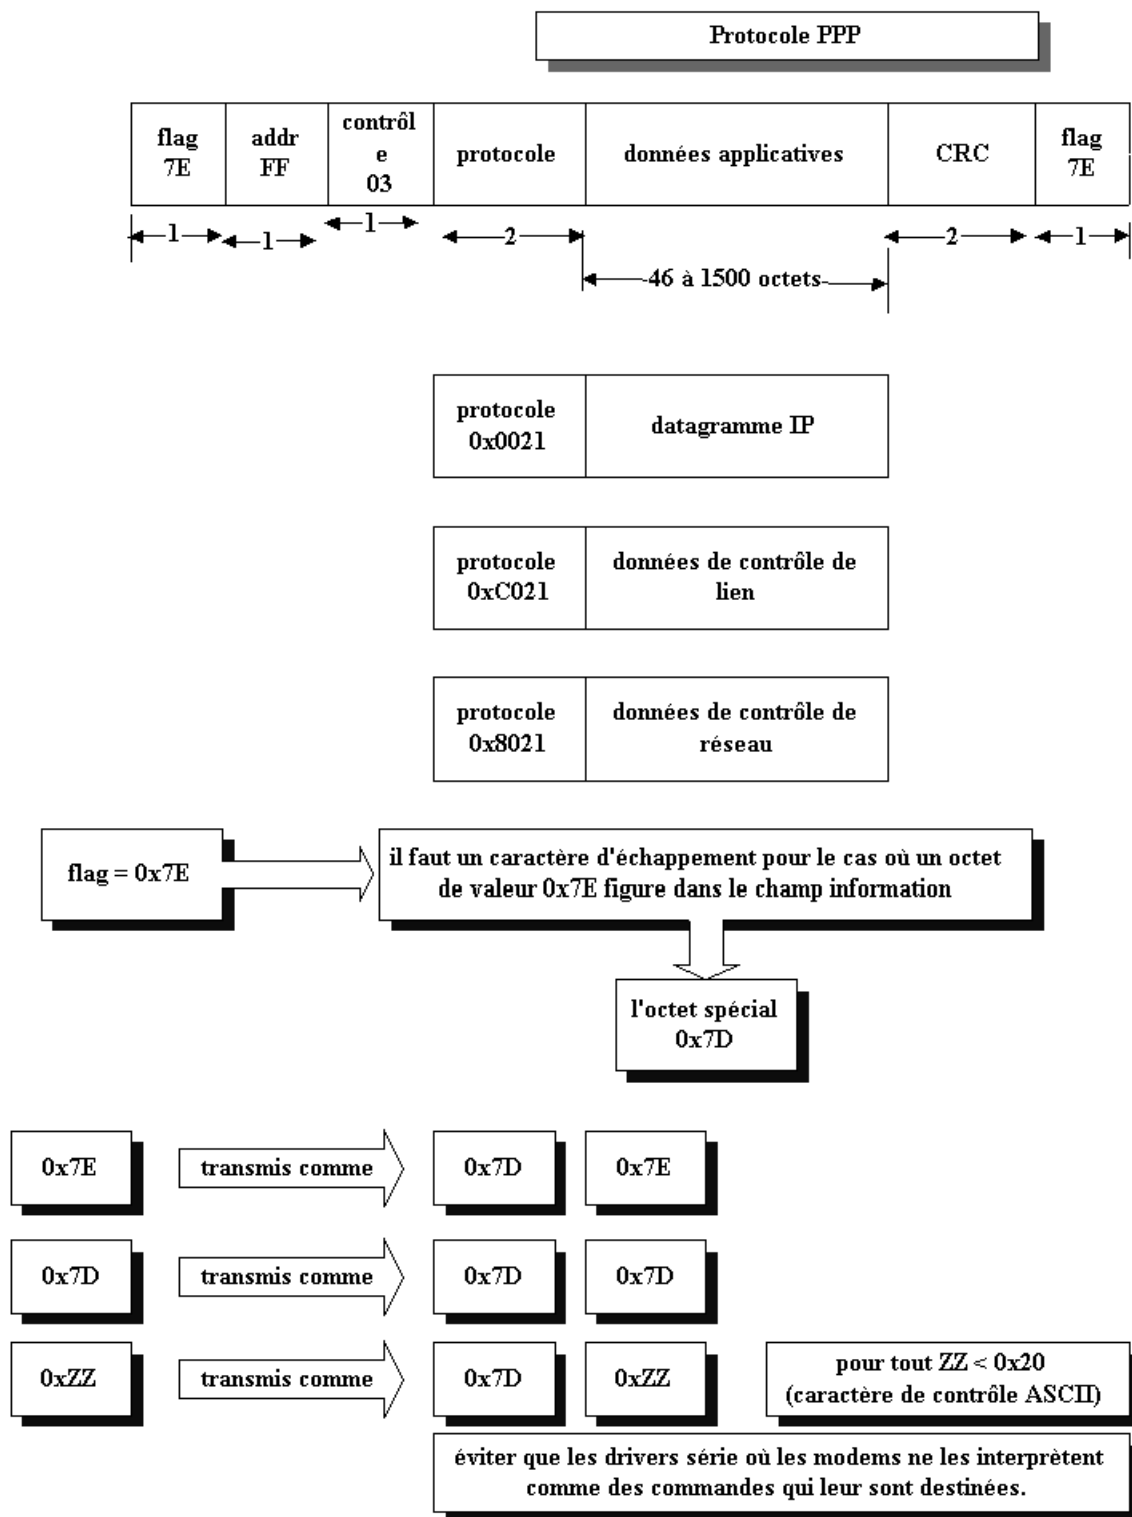 Protocole PPP
flag
7E
addr
FF
contrôl
e
03
protocole
données applicatives
CRC
flag
7E
1
1
1
2
2
1
-46 à 1500 octets-
protocole
0x0021
datagramme IP
protocole
0xC021
données de contrôle de
lien
protocole
0x8021
données de contrôle de
réseau
flag = 0x7E
il faut un caractère d'échappement pour le cas où un octet
de valeur 0x7E figure dans le champ information
l'octet spécial
0x7D
0x7E
transmis comme
0x7D
0x7E
0x7D
transmis comme
0x7D
0x7D
0xZZ
transmis comme
0x7D
0xZZ
pour tout ZZ < 0x20
(caractère de contrôle ASCII)
éviter que les drivers série où les modems ne les interprètent
comme des commandes qui leur sont destinées.